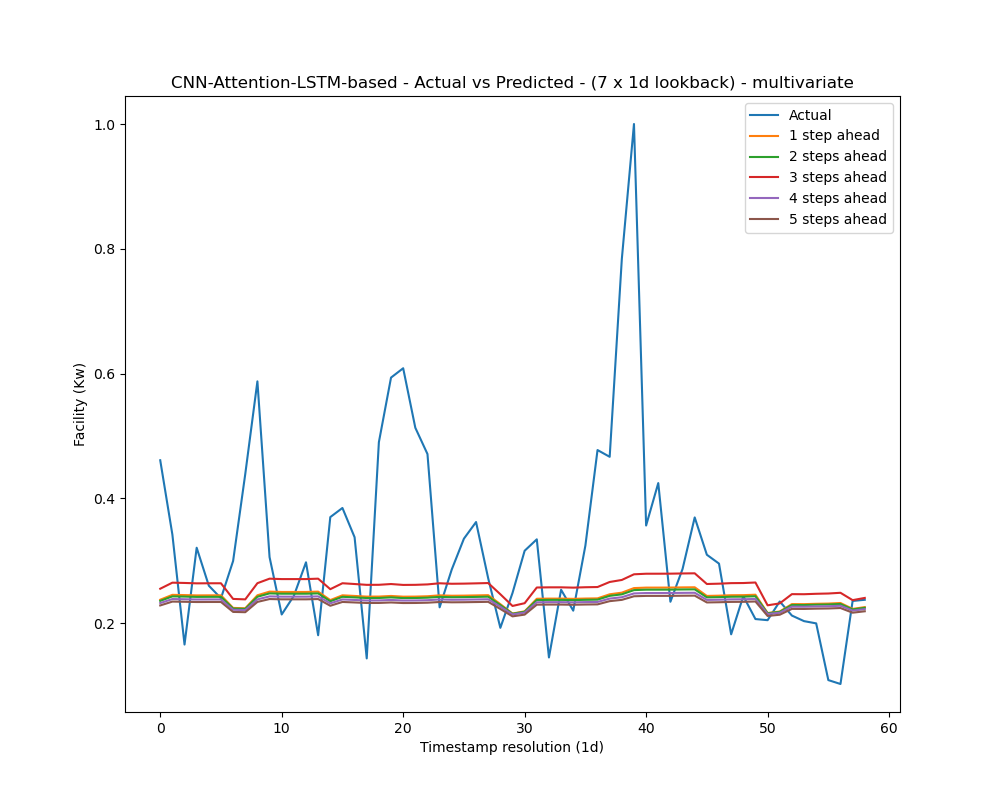 CNN-Attention-LSTM-based - Actual vs Predicted - (7 x 1d lookback) - multivariate
Actual
1 step ahead
2 steps ahead
3 steps ahead
4 steps ahead
5 steps ahead
Facility (Kw)
1.0
0.8
0.6
0.4
0.2
0 10 20 30 40 50 60
Timestamp resolution (1d)